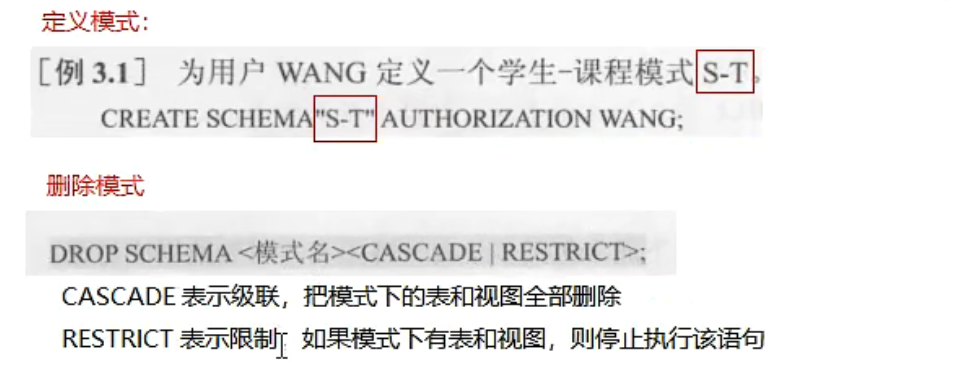 定义模式：
[例 3.1] 为用户 WANG 定义一个学生-课程模式 S-T。
CREATE SCHEMA"S-T" AUTHORIZATION WANG;
删除模式
DROP SCHEMA <模式名><CASCADE | RESTRICT>;
CASCADE 表示级联，把模式下的表和视图全部删除
RESTRICT 表示限制 如果模式下有表和视图，则停止执行该语句